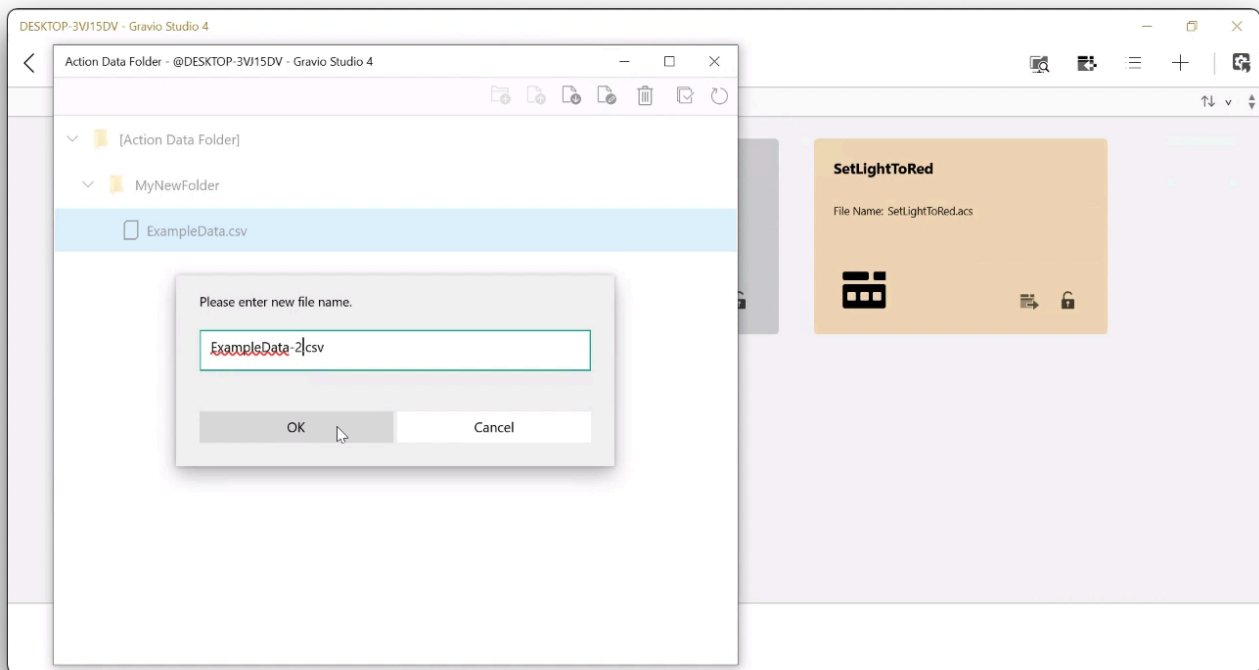 DESKTOP-3VJ15DV - Gravio Studio 4
Action Data Folder - @DESKTOP-3VJ15DV - Gravio Studio 4
[Action Data Folder]
MyNewFolder
ExampleData.csv
Please enter new file name.
ExampleData-2.csv
OK
Cancel
SetLightToRed
File Name: SetLightToRed.acs